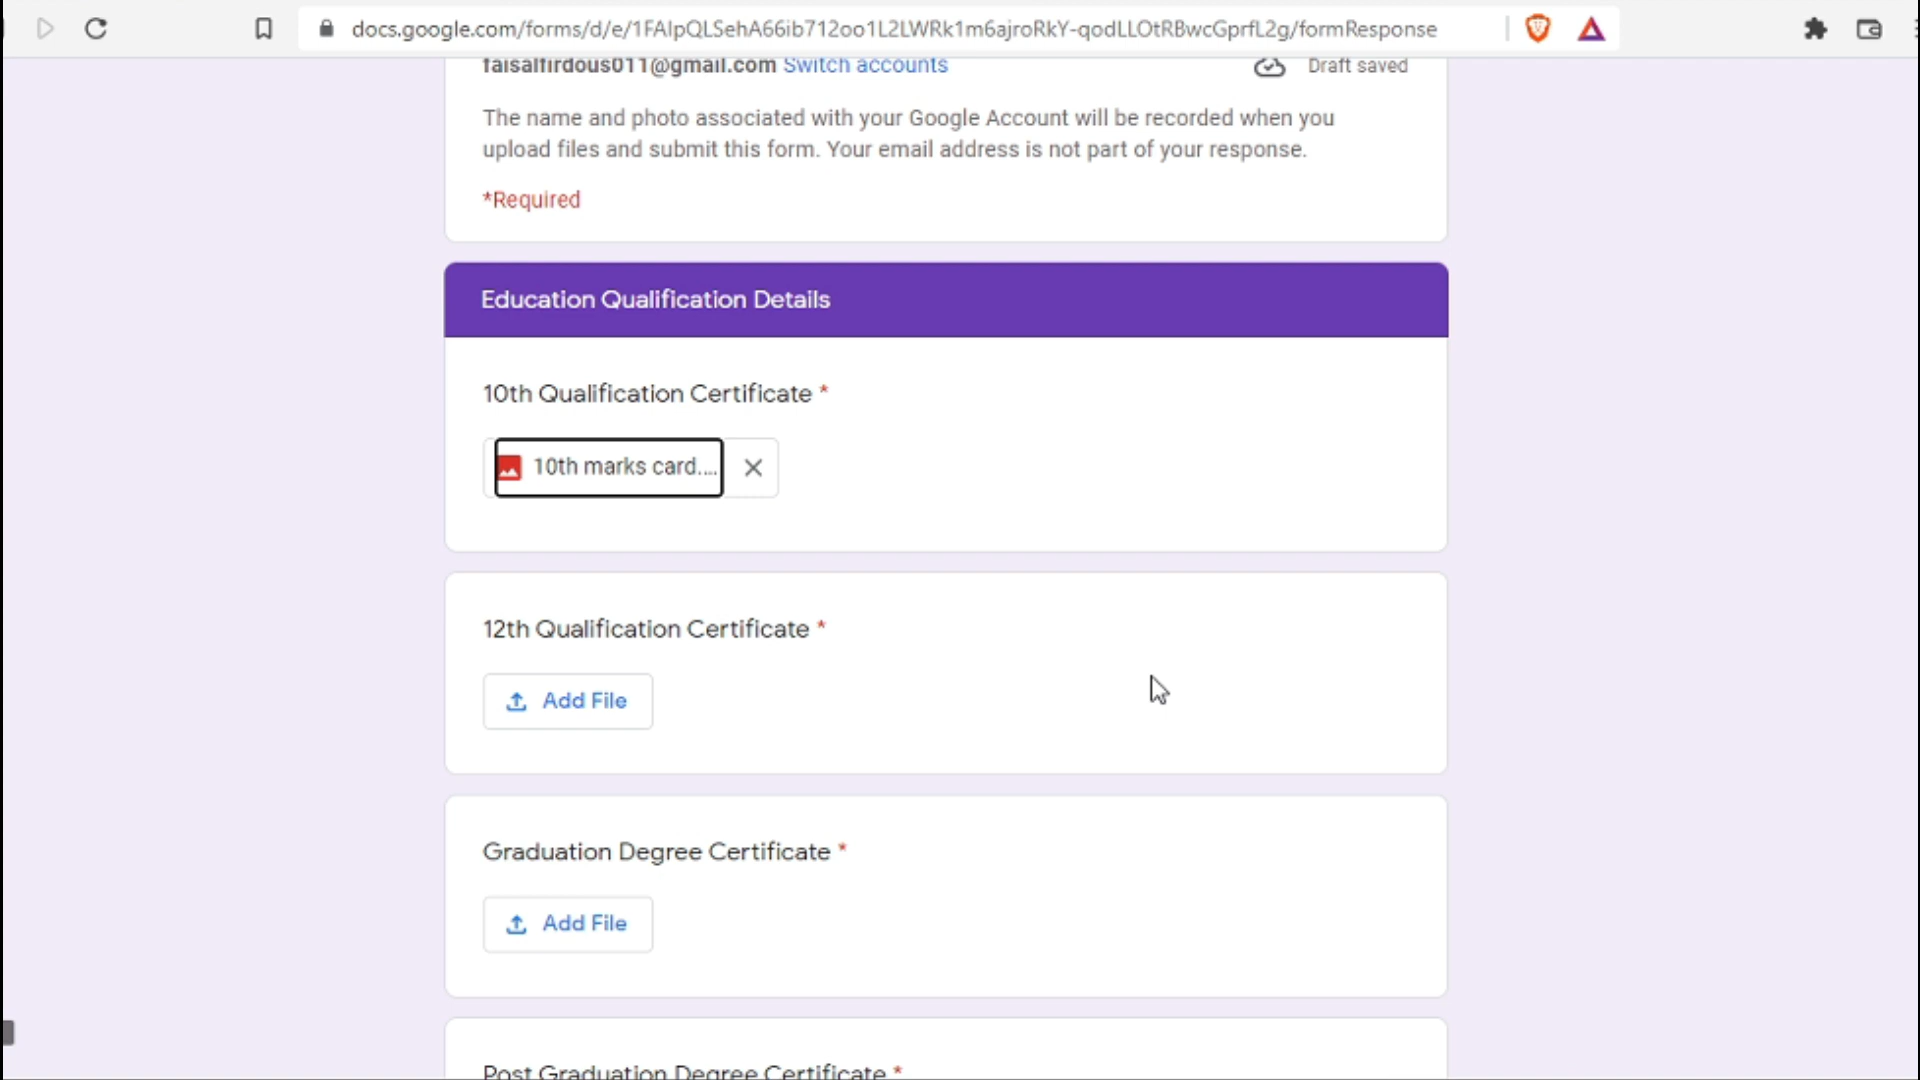 docs.google.com/forms/d/e/1FAIpQLSehA66ib712oo1L2LWRk1m6ajroRkY-qodLLOtRBwcGprfL2g/formResponse
faisalfirdous011@gmail.com Switch accounts Draft saved
The name and photo associated with your Google Account will be recorded when you
upload files and submit this form. Your email address is not part of your response.
*Required
Education Qualification Details
10th Qualification Certificate *
10th marks card....
12th Qualification Certificate *
Add File
Graduation Degree Certificate *
Add File
Post Graduation Degree Certificate *